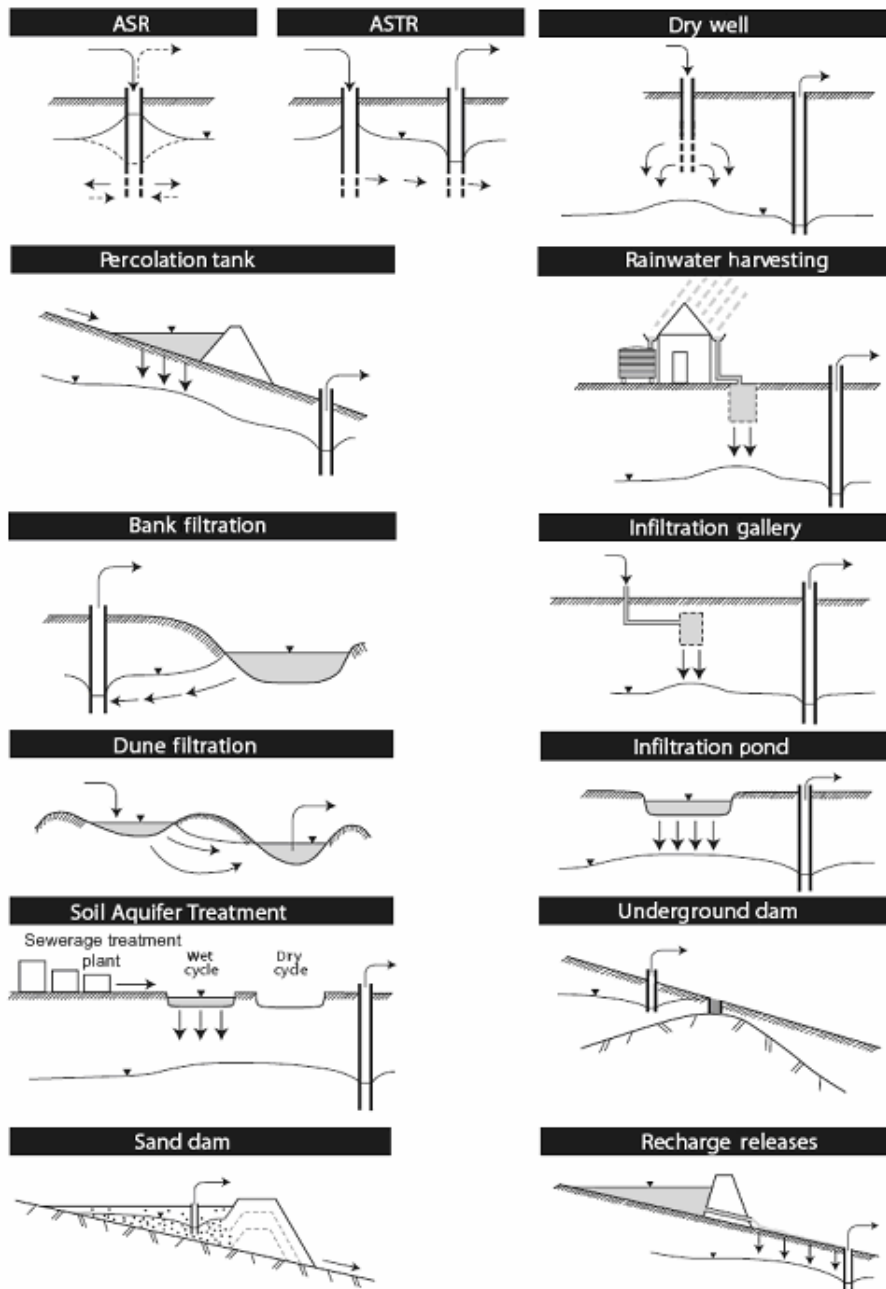 ASR
ASTR
Dry well
Percolation tank
Rainwater harvesting
Bank filtration
Infiltration gallery
Dune filtration
Infiltration pond
Soil Aquifer Treatment
Sewerage treatment
plant
Wet
cycle
Dry
cycle
Underground dam
Sand dam
Recharge releases